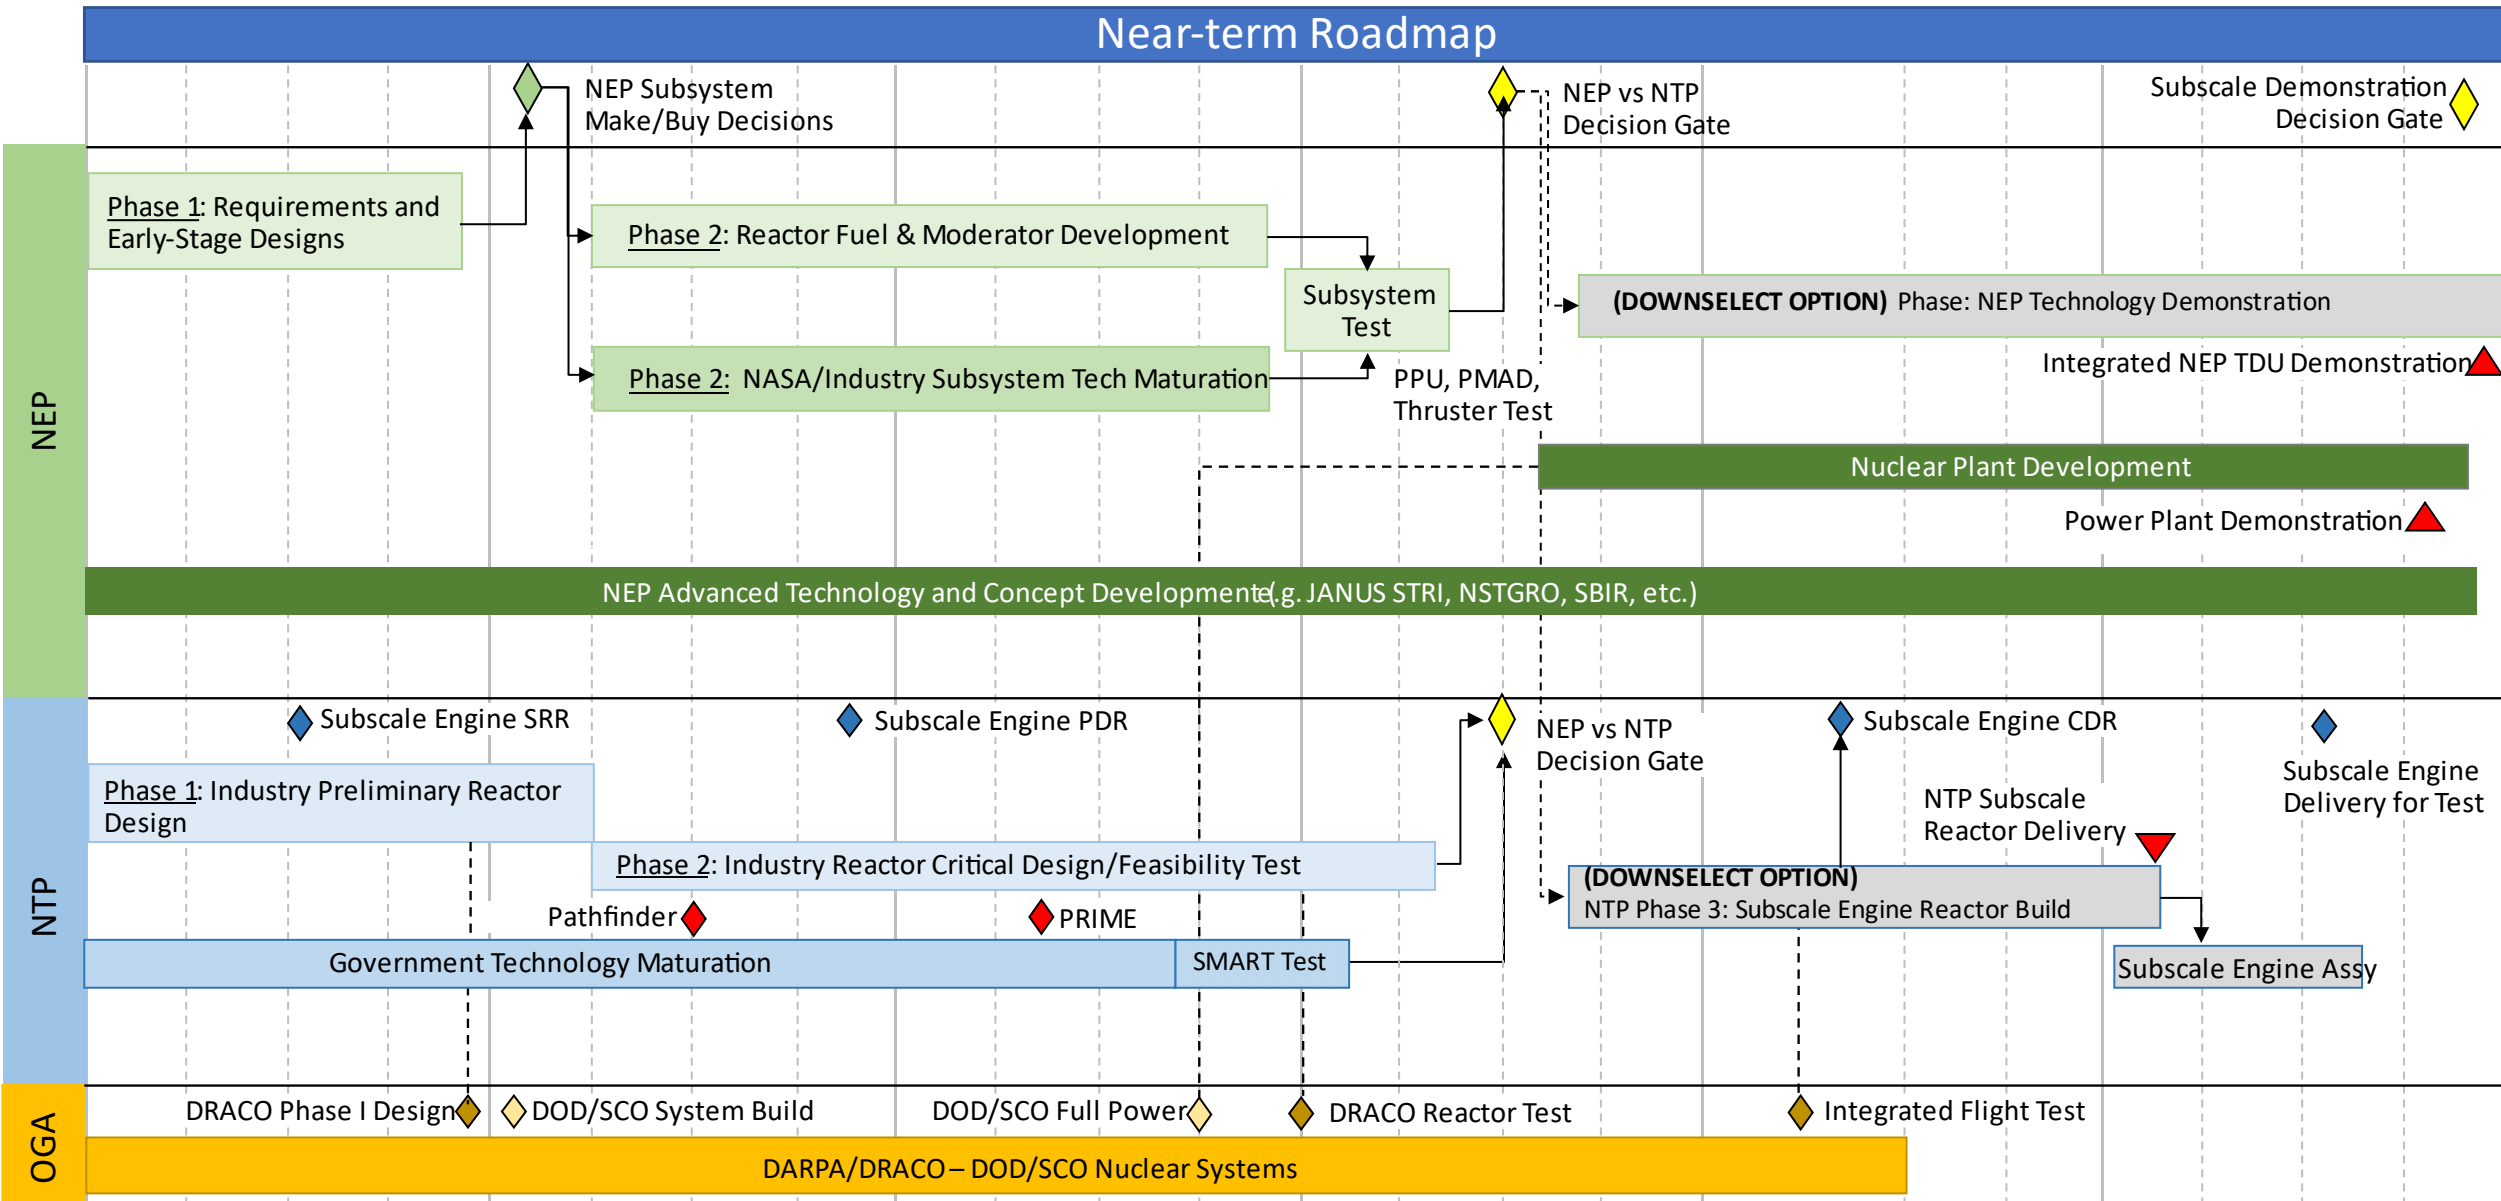 Near-term Roadmap
NEP Subsystem
Make/Buy Decisions
NEP vs NTP
Decision Gate
Subscale Demonstration
Decision Gate
NEP
Phase 1: Requirements and
Early-Stage Designs
Phase 2: Reactor Fuel & Moderator Development
Subsystem
Test
(DOWNSELECT OPTION) Phase: NEP Technology Demonstration
Phase 2: NASA/Industry Subsystem Tech Maturation
PPU, PMAD,
Thruster Test
Integrated NEP TDU Demonstration
Nuclear Plant Development
Power Plant Demonstration
NEP Advanced Technology and Concept Development (e.g. JANUS STRI, NSTGRO, SBIR, etc.)
NTP
Subscale Engine SRR
Subscale Engine PDR
NEP vs NTP
Decision Gate
Subscale Engine CDR
Subscale Engine
Delivery for Test
Phase 1: Industry Preliminary Reactor
Design
NTP Subscale
Reactor Delivery
Phase 2: Industry Reactor Critical Design/Feasibility Test
(DOWNSELECT OPTION)
NTP Phase 3: Subscale Engine Reactor Build
Pathfinder
PRIME
Government Technology Maturation
SMART Test
Subscale Engine Assy
OGA
DRACO Phase I Design
DOD/SCO System Build
DOD/SCO Full Power
DRACO Reactor Test
Integrated Flight Test
DARPA/DRACO – DOD/SCO Nuclear Systems